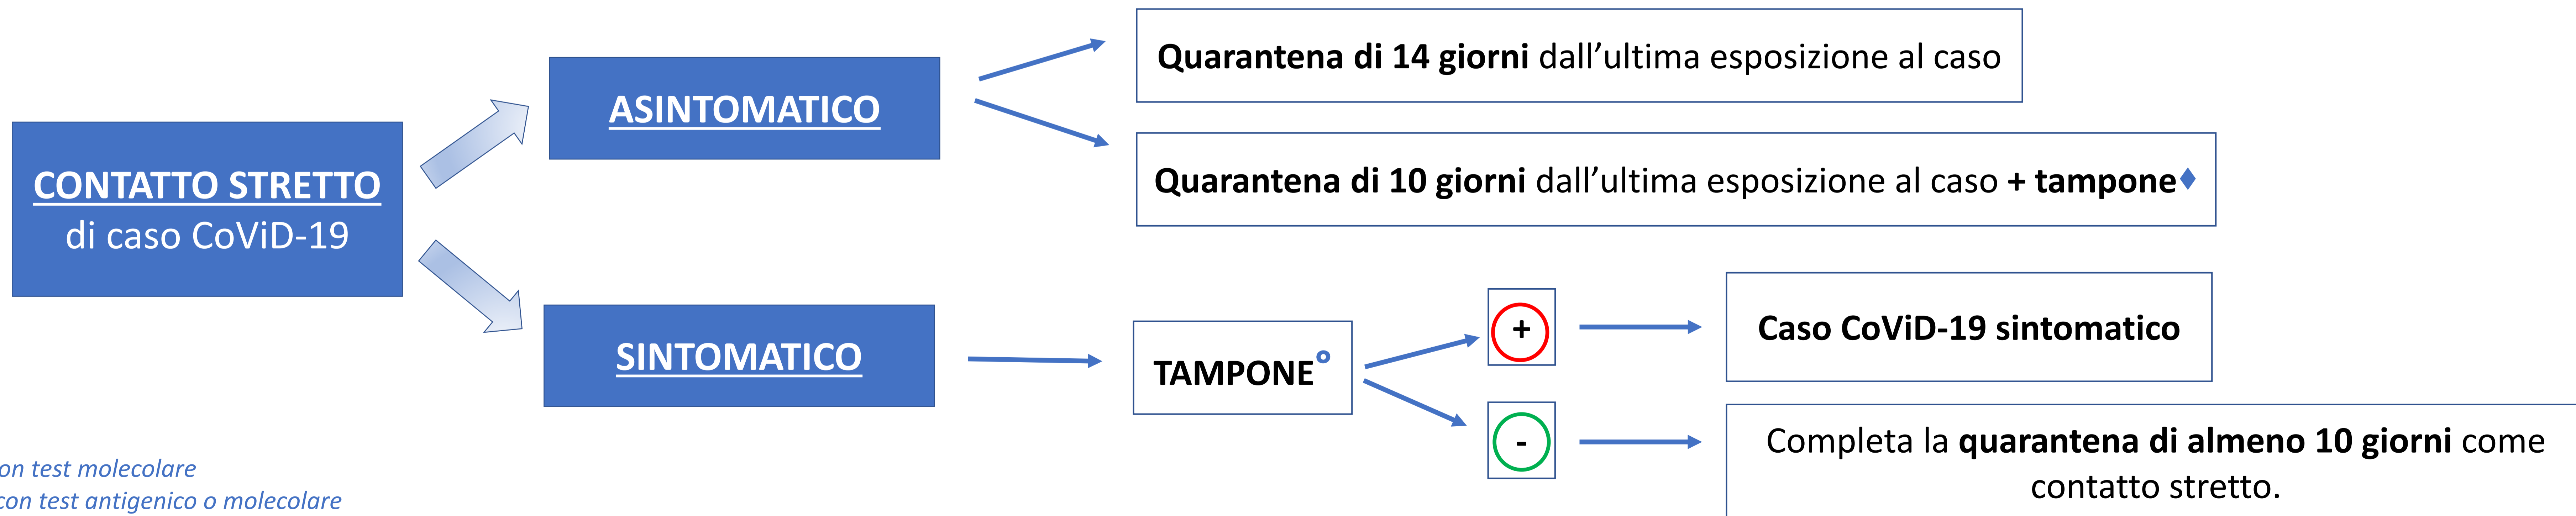 Quarantena di 14 giorni dall’ultima esposizione al caso
ASINTOMATICO
CONTATTO STRETTO
di caso CoViD-19
Quarantena di 10 giorni dall’ultima esposizione al caso + tampone♦
SINTOMATICO
TAMPONE°
+
Caso CoViD-19 sintomatico
-
Completa la quarantena di almeno 10 giorni come
contatto stretto.
on test molecolare
con test antigenico o molecolare